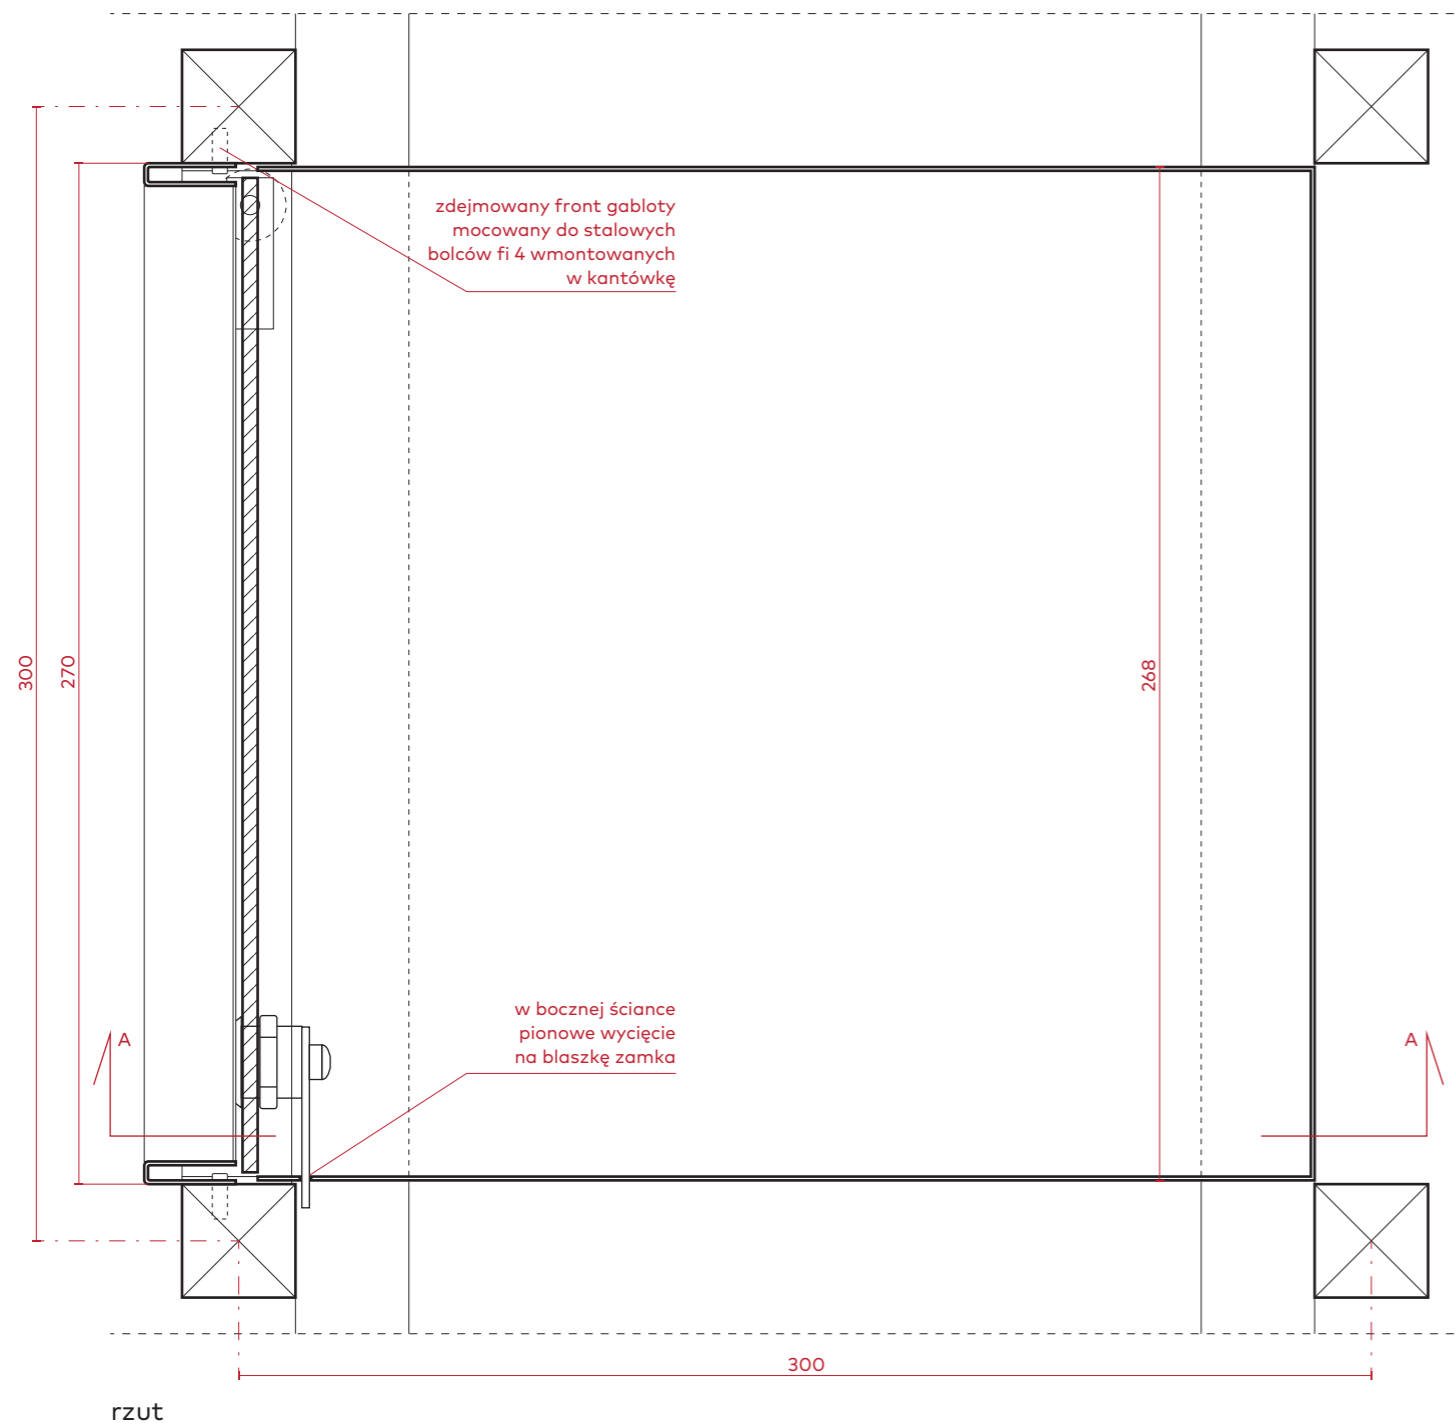 zdejmowany front gabloty
mocowany do stalowych
bolców fi 4 wmontowanych
w kantówkę
300
270
268
w bocznej ściance
pionowe wycięcie
na blaszkę zamka
A
A
300
rzut